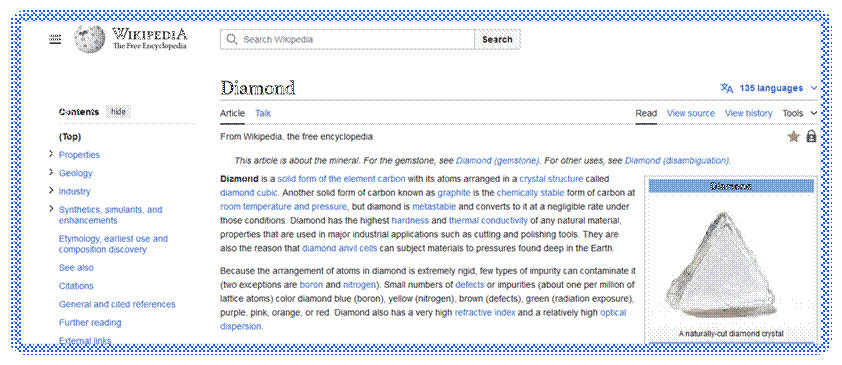 WIKIPEDIA
The Free Encyclopedia
Search Wikipedia
Search
Diamond
135 languages
Contents hide
Article Talk
Read View source View history Tools
(Top)
Properties
Geology
Industry
Synthetics, simulants, and
enhancements
Etymology, earliest use and
composition discovery
See also
Citations
General and cited references
Further reading
External links
From Wikipedia, the free encyclopedia
This article is about the mineral. For the gemstone, see Diamond (gemstone). For other uses, see Diamond (disambiguation).
Diamond is a solid form of the element carbon with its atoms arranged in a crystal structure called
diamond cubic. Another solid form of carbon known as graphite is the chemically stable form of carbon at
room temperature and pressure, but diamond is metastable and converts to it at a negligible rate under
those conditions. Diamond has the highest hardness and thermal conductivity of any natural material,
properties that are used in major industrial applications such as cutting and polishing tools. They are
also the reason that diamond anvil cells can subject materials to pressures found deep in the Earth.
Because the arrangement of atoms in diamond is extremely rigid, few types of impurity can contaminate it
(two exceptions are boron and nitrogen). Small numbers of defects or impurities (about one per million of
lattice atoms) color diamond blue (boron), yellow (nitrogen), brown (defects), green (radiation exposure),
purple, pink, orange, or red. Diamond also has a very high refractive index and a relatively high optical
dispersion.
Diamond
A naturally-cut diamond crystal